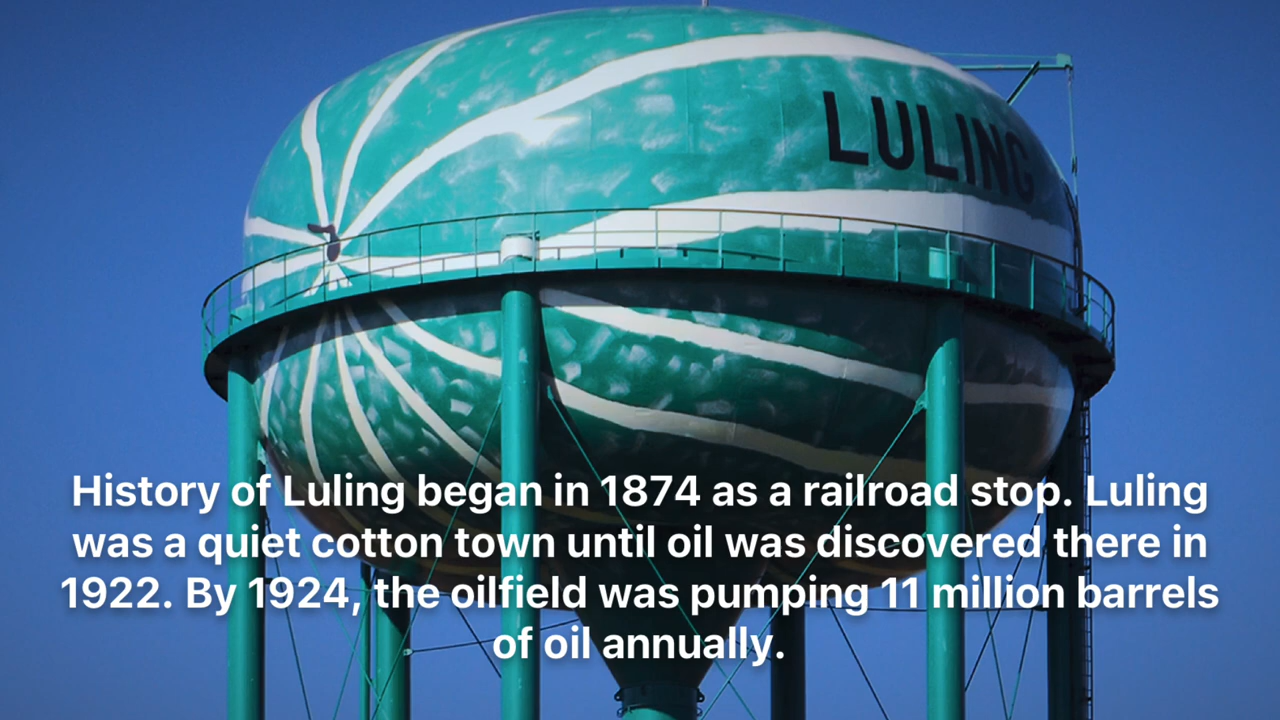 LULING
History of Luling began in 1874 as a railroad stop. Luling
was a quiet cotton town until oil was discovered there in
1922. By 1924, the oilfield was pumping 11 million barrels
of oil annually.